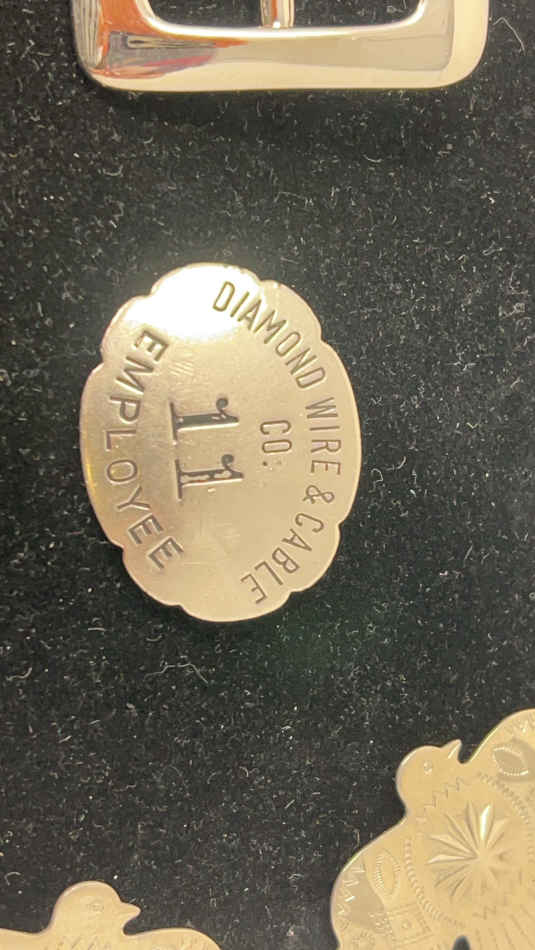 DIAMOND WIRE & CABLE
CO.
11
EMPLOYEE